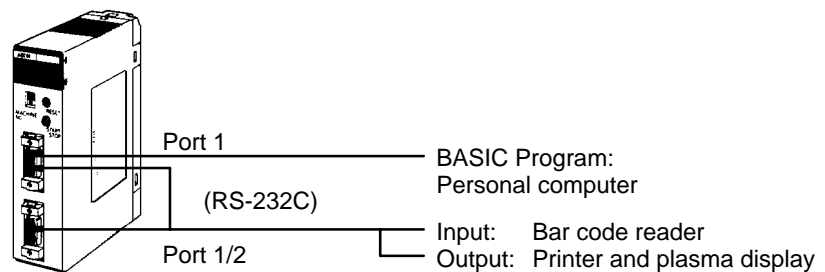 MACHINE
NO.
RESET
START
STOP
Port 1
BASIC Program:
Personal computer
(RS-232C)
Input: Bar code reader
Port 1/2
Output: Printer and plasma display